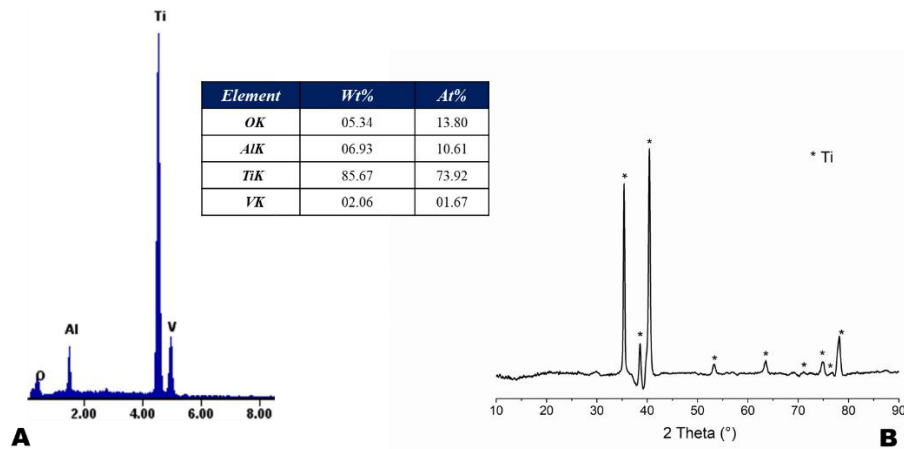 Ti
Element Wt% At%
OK 05.34 13.80
AlK 06.93 10.61
TiK 85.67 73.92
VK 02.06 01.67
Al
V
O
2.00 4.00 6.00 8.00
A
* Ti
* * * * * * * * *
10 20 30 40 50 60 70 80 90
2 Theta (°)
B